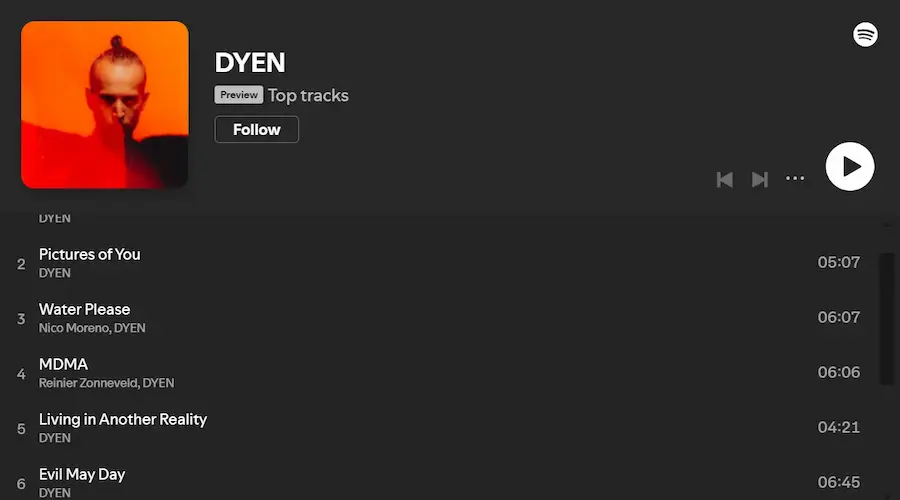 DYEN
Preview Top tracks
Follow
DYEN
2 Pictures of You 05:07
DYEN
3 Water Please 06:07
Nico Moreno, DYEN
4 MDMA 06:06
Reinier Zonneveld, DYEN
5 Living in Another Reality 04:21
DYEN
6 Evil May Day 06:45
DYEN